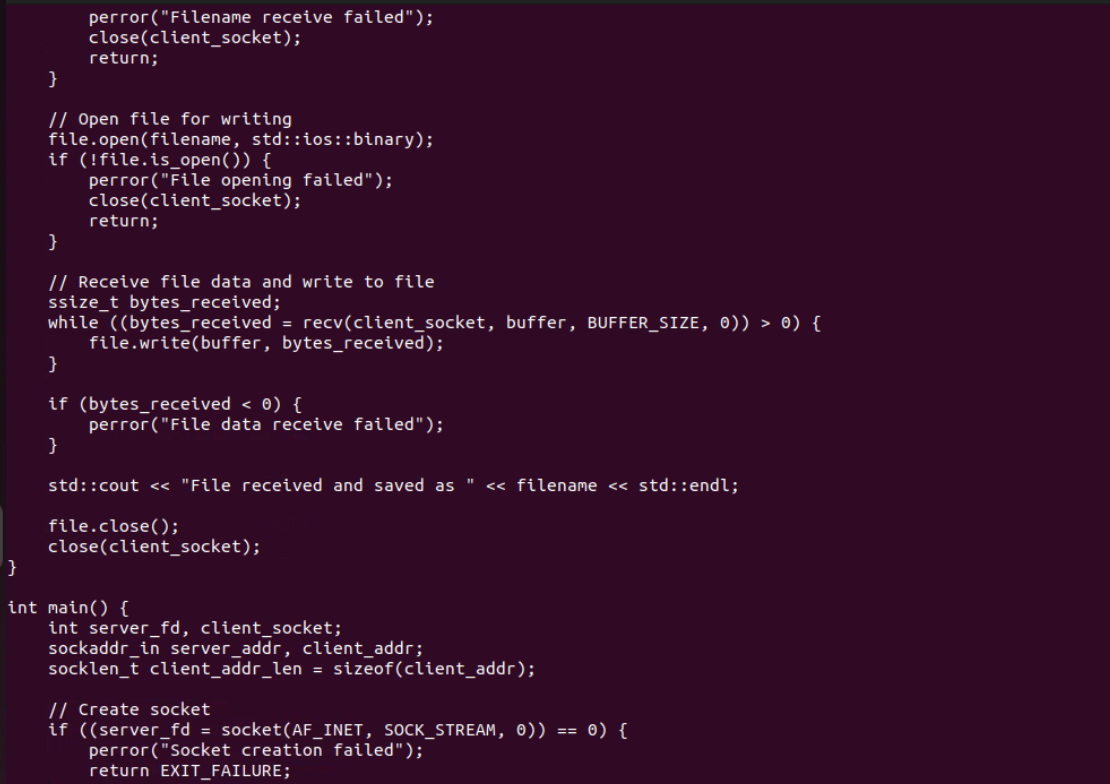 perror("Filename receive failed");
        close(client_socket);
        return;
    }

    // Open file for writing
    file.open(filename, std::ios::binary);
    if (!file.is_open()) {
        perror("File opening failed");
        close(client_socket);
        return;
    }

    // Receive file data and write to file
    ssize_t bytes_received;
    while ((bytes_received = recv(client_socket, buffer, BUFFER_SIZE, 0)) > 0) {
        file.write(buffer, bytes_received);
    }

    if (bytes_received < 0) {
        perror("File data receive failed");
    }

    std::cout << "File received and saved as " << filename << std::endl;

    file.close();
    close(client_socket);
}

int main() {
    int server_fd, client_socket;
    sockaddr_in server_addr, client_addr;
    socklen_t client_addr_len = sizeof(client_addr);

    // Create socket
    if ((server_fd = socket(AF_INET, SOCK_STREAM, 0)) == 0) {
        perror("Socket creation failed");
        return EXIT_FAILURE;